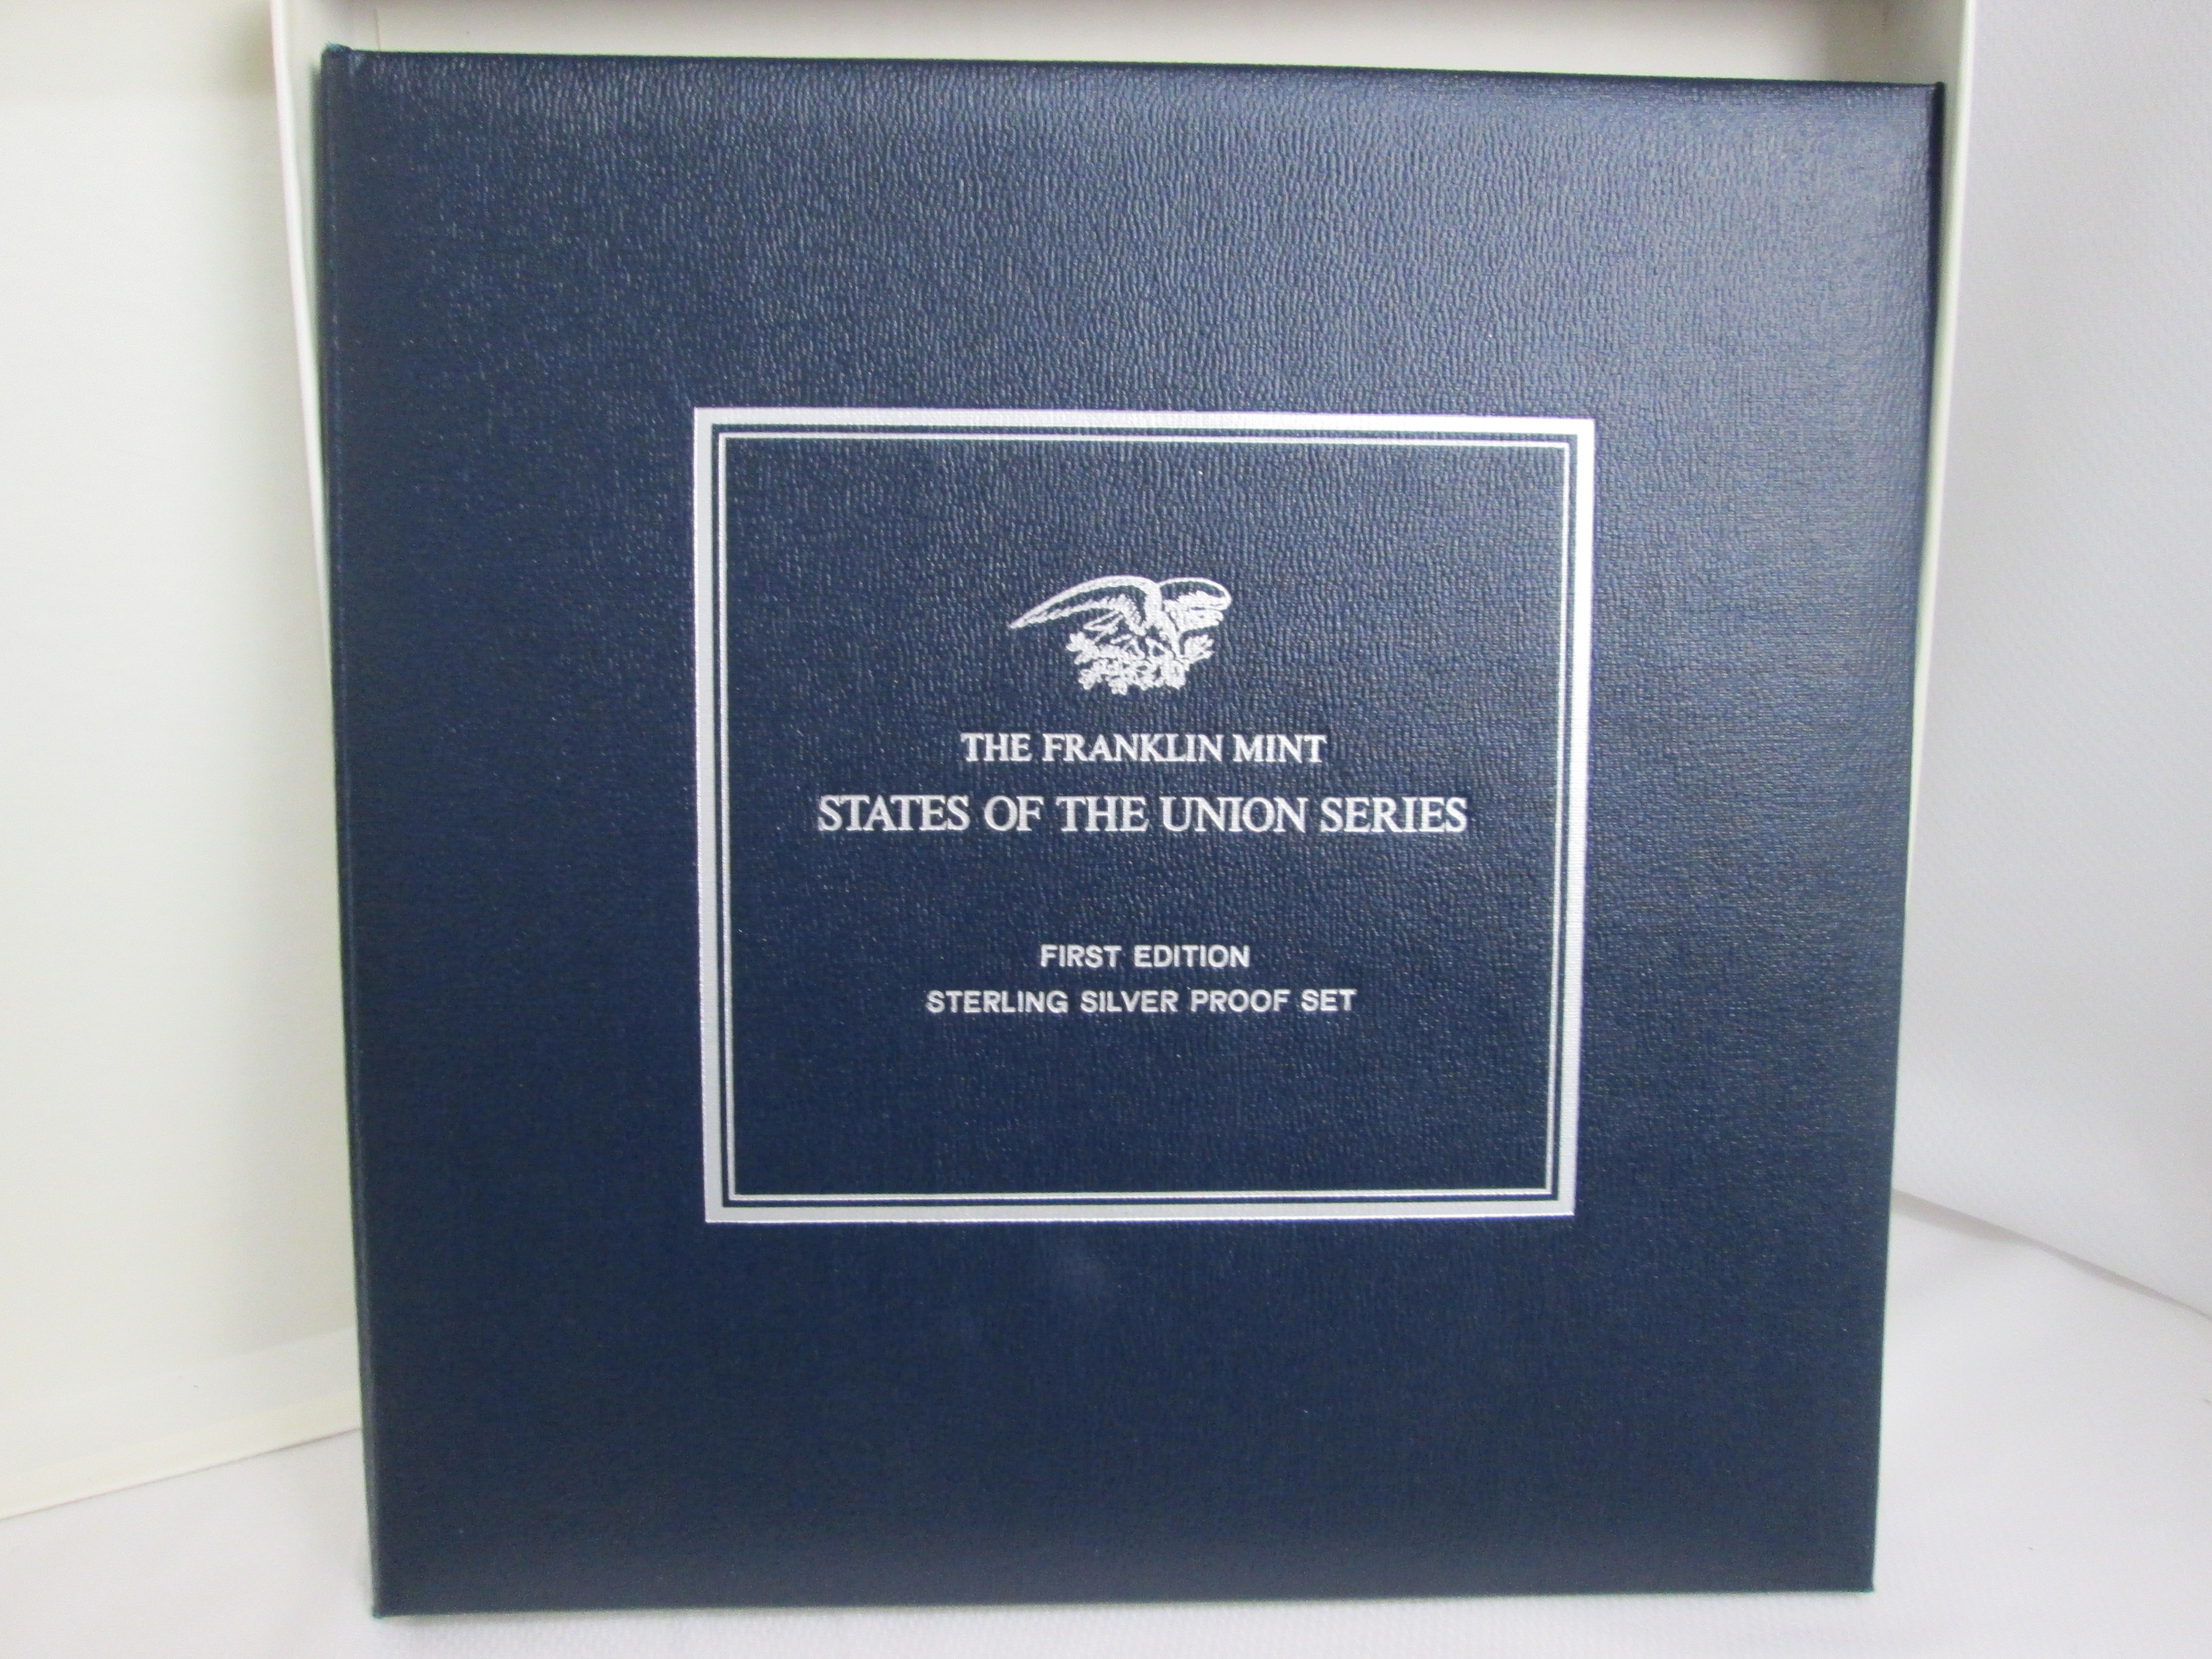 THE FRANKLIN MINT
STATES OF THE UNION SERIES
FIRST EDITION
STERLING SILVER PROOF SET